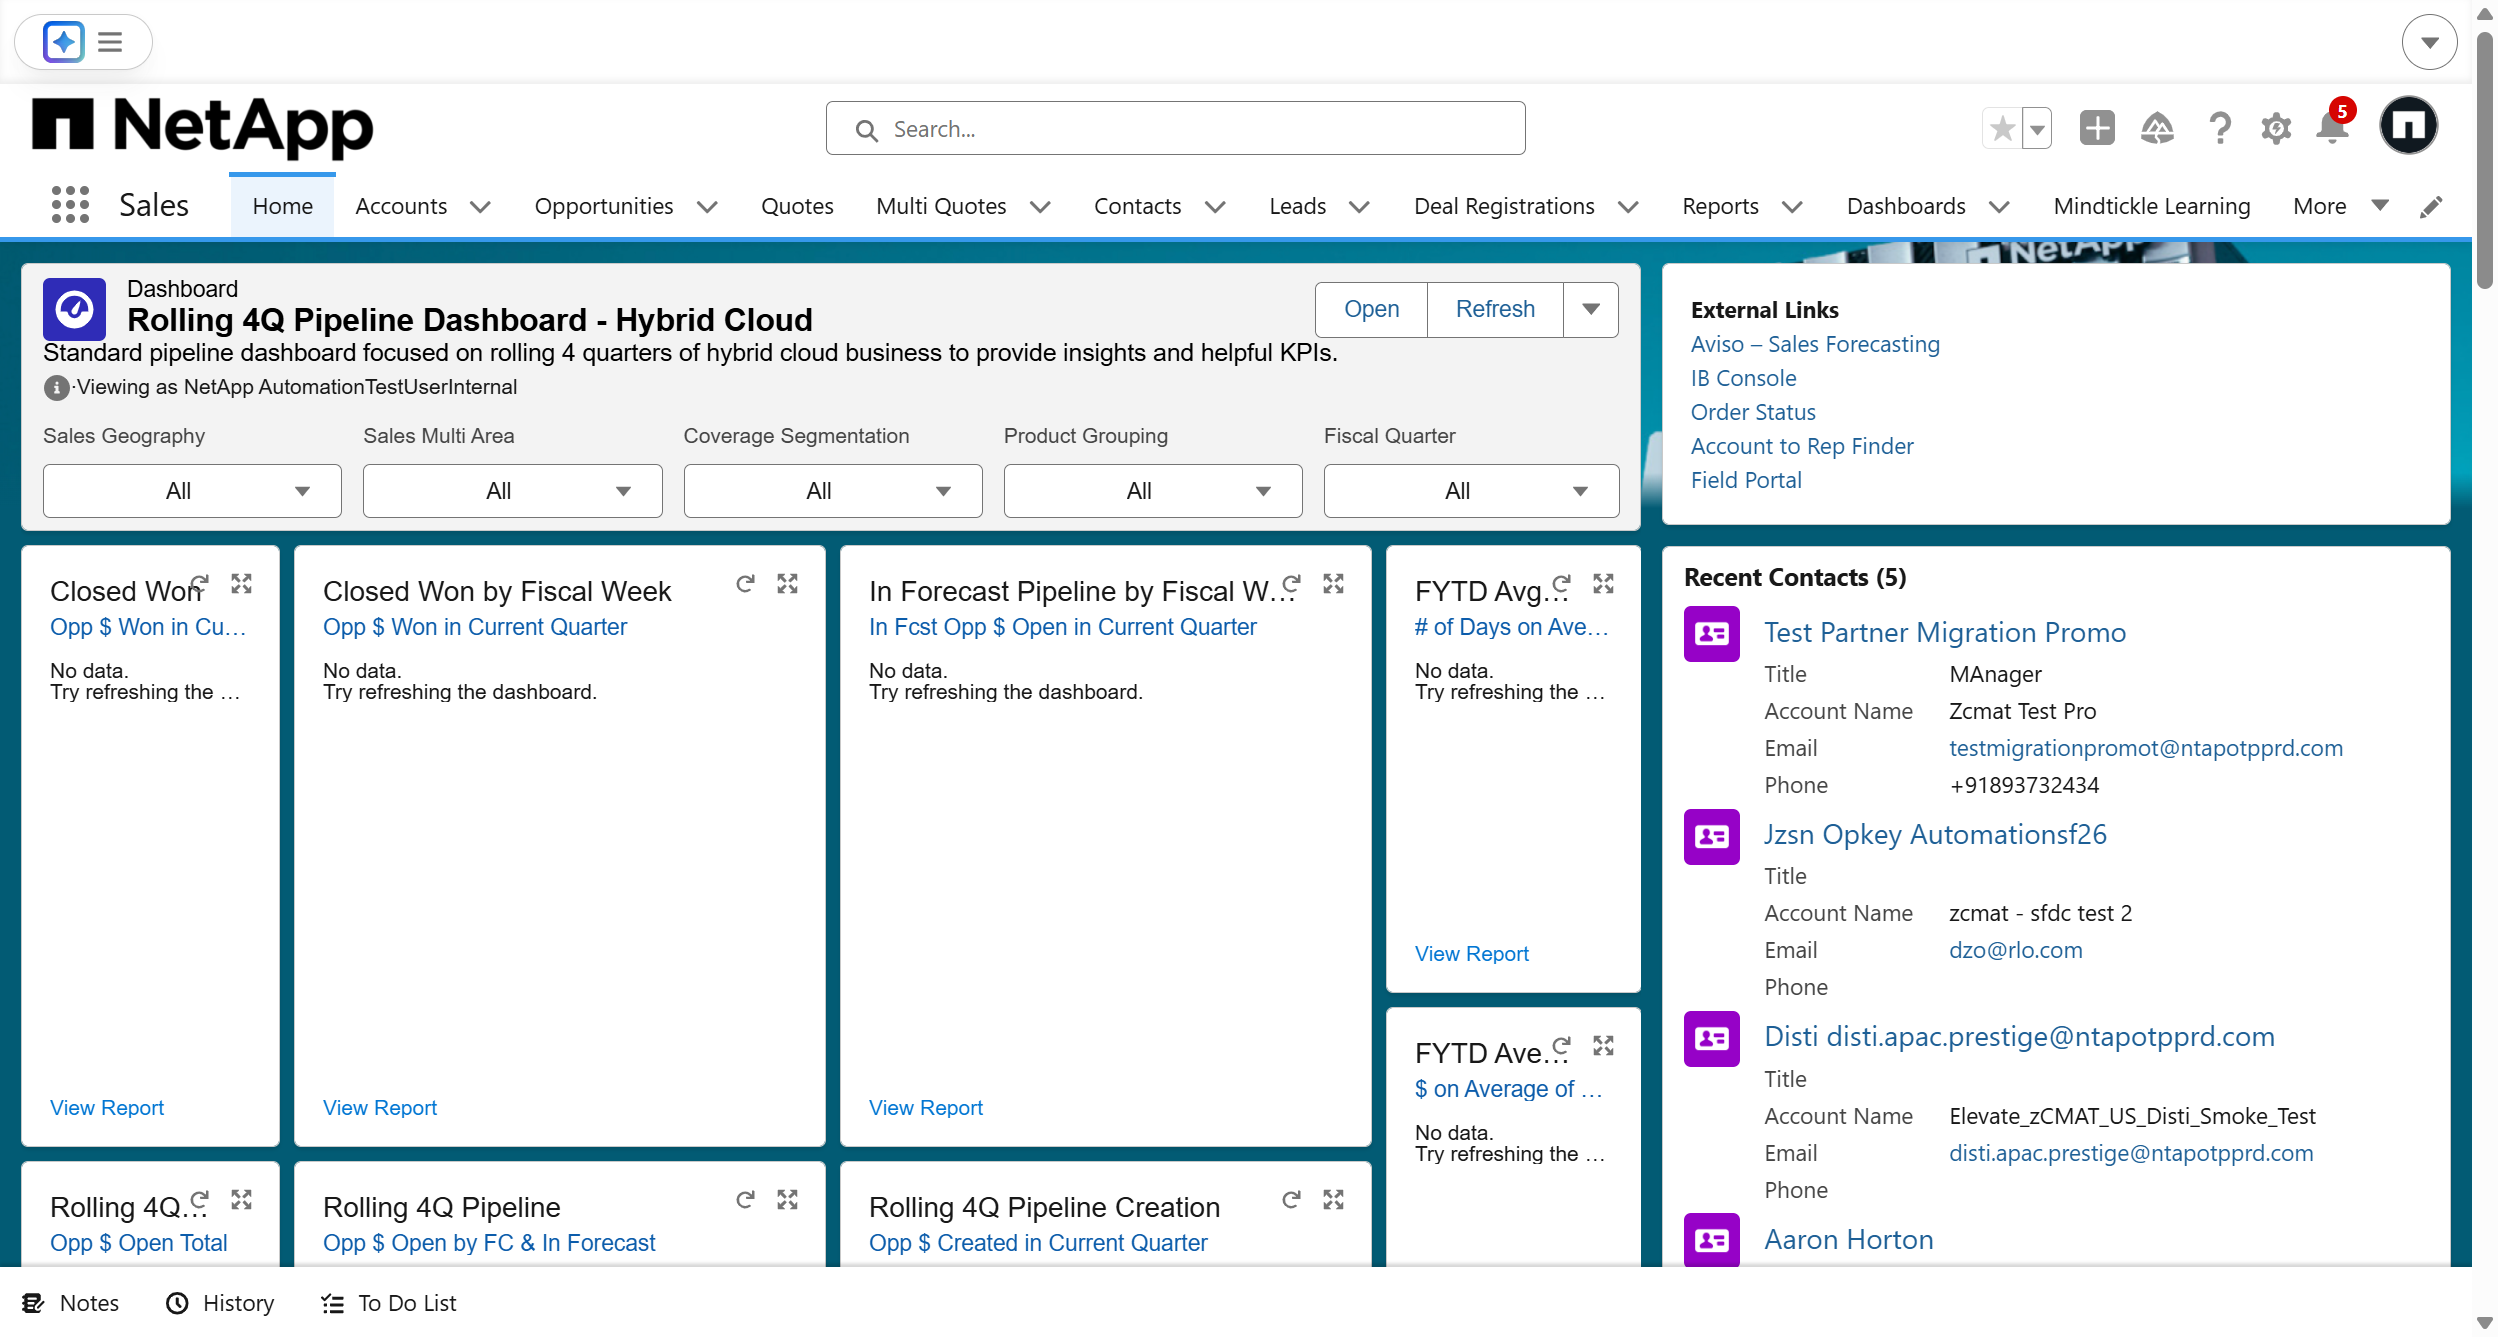 NetApp
Search...
5
Sales
Home
Accounts
Opportunities
Quotes
Multi Quotes
Contacts
Leads
Deal Registrations
Reports
Dashboards
Mindtickle Learning
More
NetApp
Dashboard
Rolling 4Q Pipeline Dashboard - Hybrid Cloud
Open
Refresh
Standard pipeline dashboard focused on rolling 4 quarters of hybrid cloud business to provide insights and helpful KPIs.
·Viewing as NetApp AutomationTestUserInternal
Sales Geography
Sales Multi Area
Coverage Segmentation
Product Grouping
Fiscal Quarter
All
All
All
All
All
Closed Won
Opp $ Won in Cu...
No data.
Try refreshing the ...
View Report
Closed Won by Fiscal Week
Opp $ Won in Current Quarter
No data.
Try refreshing the dashboard.
View Report
In Forecast Pipeline by Fiscal W...
In Fcst Opp $ Open in Current Quarter
No data.
Try refreshing the dashboard.
View Report
FYTD Avg...
# of Days on Ave...
No data.
Try refreshing the ...
View Report
FYTD Ave...
$ on Average of ...
No data.
Try refreshing the ...
Rolling 4Q...
Opp $ Open Total
Rolling 4Q Pipeline
Opp $ Open by FC & In Forecast
Rolling 4Q Pipeline Creation
Opp $ Created in Current Quarter
External Links
Aviso – Sales Forecasting
IB Console
Order Status
Account to Rep Finder
Field Portal
Recent Contacts (5)
Test Partner Migration Promo
Title MAnager
Account Name Zcmat Test Pro
Email testmigrationpromot@ntapotpprd.com
Phone +91893732434
Jzsn Opkey Automationsf26
Title
Account Name zcmat - sfdc test 2
Email dzo@rlo.com
Phone
Disti disti.apac.prestige@ntapotpprd.com
Title
Account Name Elevate_zCMAT_US_Disti_Smoke_Test
Email disti.apac.prestige@ntapotpprd.com
Phone
Aaron Horton
Notes
History
To Do List